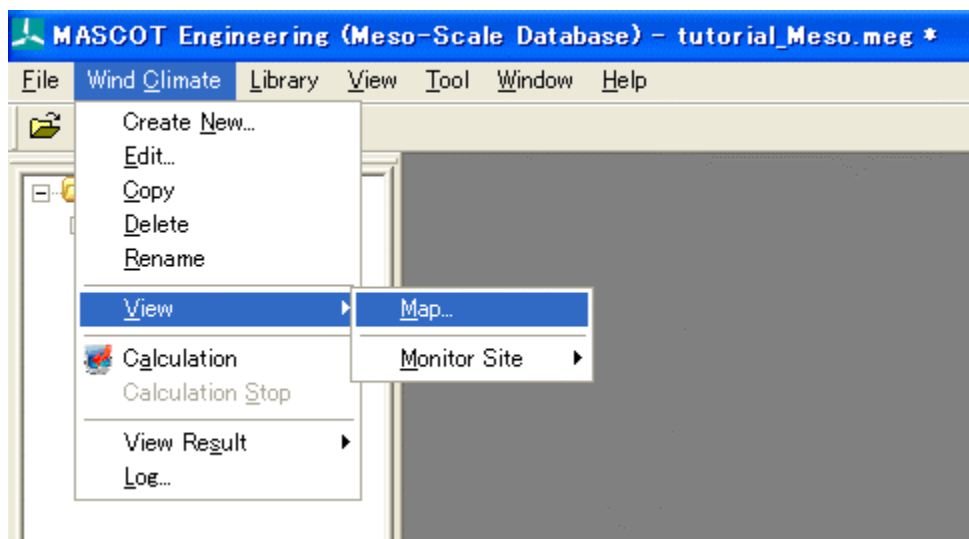 MASCOT Engineering (Meso-Scale Database) - tutorial_Meso.meg *
File Wind Climate Library View Tool Window Help
Create New...
Edit...
Copy
Delete
Rename
View Map...
Calculation Monitor Site
Calculation Stop
View Result
Log...